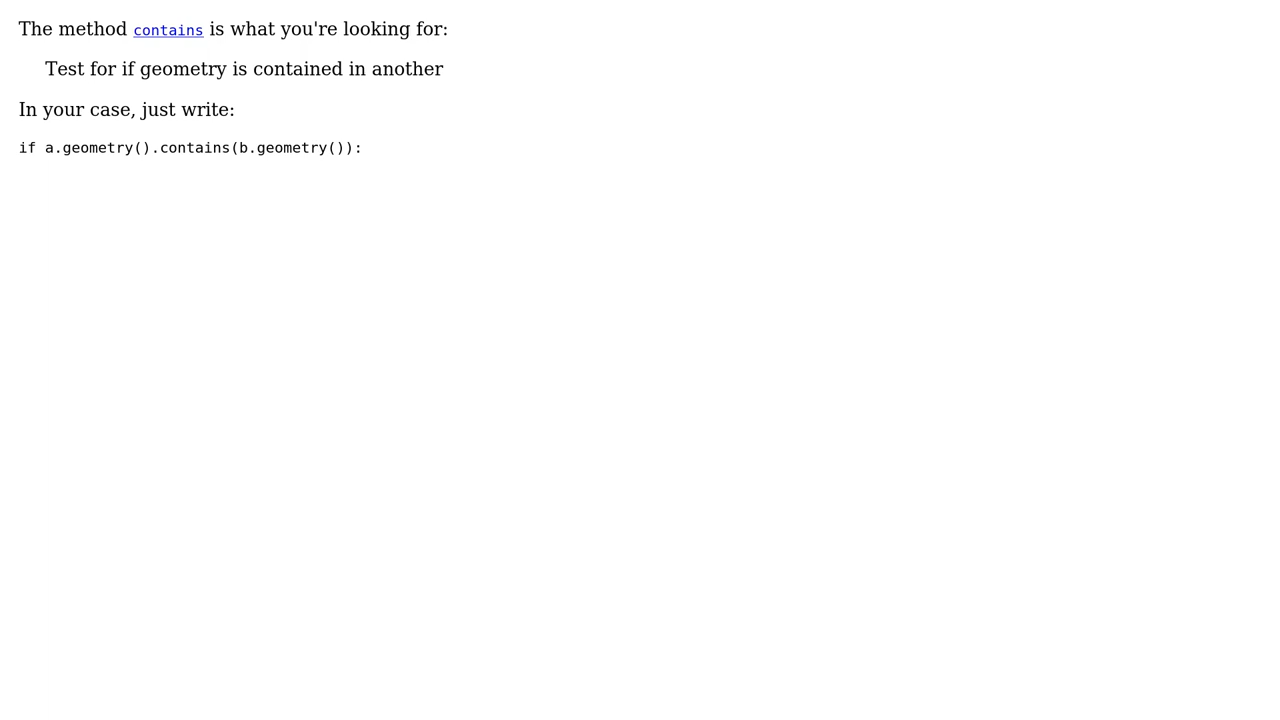 The method contains is what you're looking for:
Test for if geometry is contained in another
In your case, just write:
if a.geometry().contains(b.geometry()):